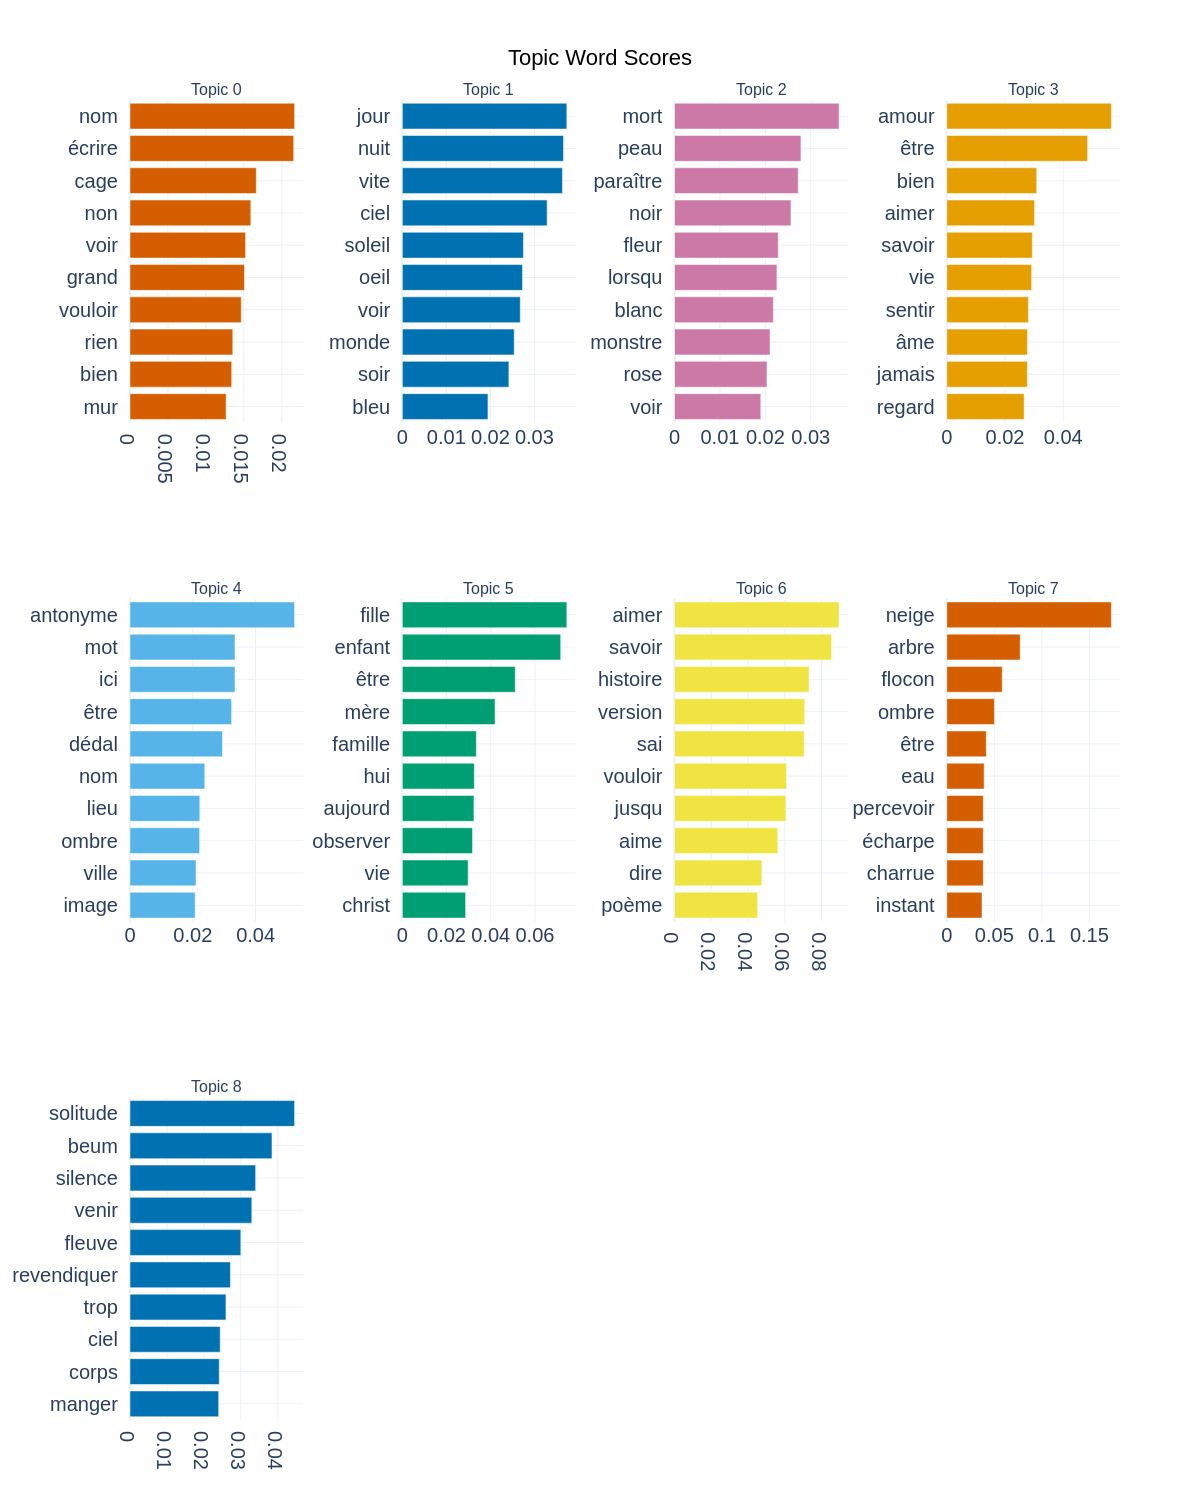 Topic Word Scores
Topic 0
nom
écrire
cage
non
voir
grand
vouloir
rien
bien
mur
0 0.005 0.01 0.015 0.02
Topic 1
jour
nuit
vite
ciel
soleil
oeil
voir
monde
soir
bleu
0 0.01 0.02 0.03
Topic 2
mort
peau
paraître
noir
fleur
lorsqu
blanc
monstre
rose
voir
0 0.01 0.02 0.03
Topic 3
amour
être
bien
aimer
savoir
vie
sentir
âme
jamais
regard
0 0.02 0.04
Topic 4
antonyme
mot
ici
être
dédal
nom
lieu
ombre
ville
image
0 0.02 0.04
Topic 5
fille
enfant
être
mère
famille
hui
aujourd
observer
vie
christ
0 0.02 0.04 0.06
Topic 6
aimer
savoir
histoire
version
sai
vouloir
jusqu
aime
dire
poème
0 0.02 0.04 0.06 0.08
Topic 7
neige
arbre
flocon
ombre
être
eau
percevoir
écharpe
charrue
instant
0 0.05 0.1 0.15
Topic 8
solitude
beum
silence
venir
fleuve
revendiquer
trop
ciel
corps
manger
0 0.01 0.02 0.03 0.04